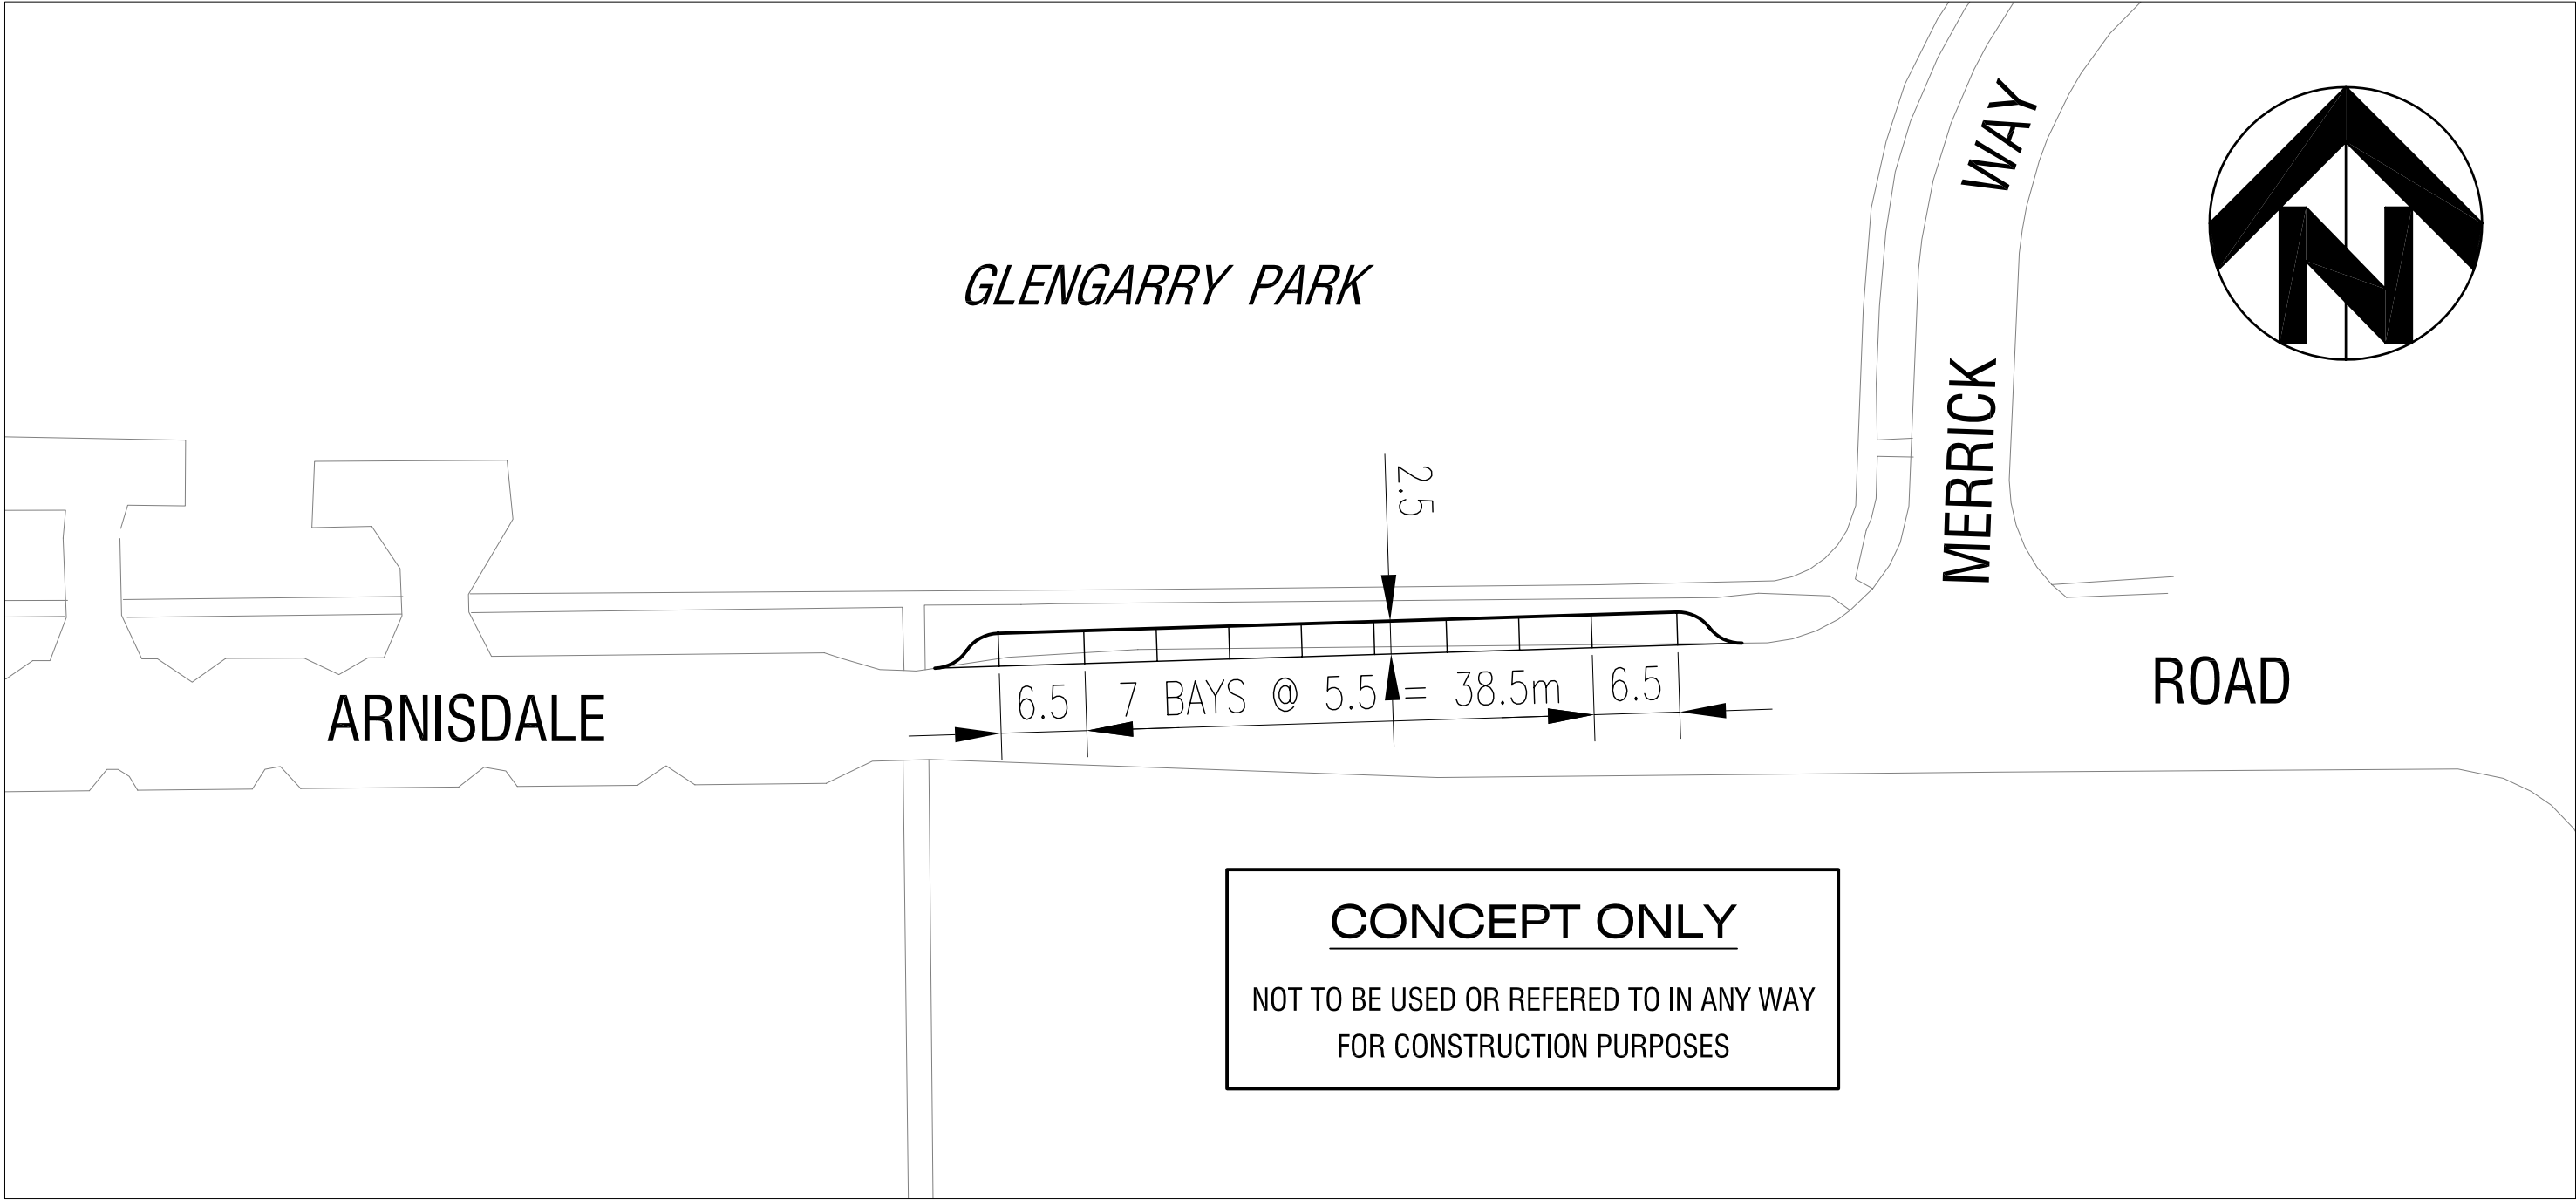 WAY
GLENGARRY PARK
N
MERRICK
2.5
ROAD
6.5 7 BAYS @ 5.5 = 38.5m 6.5
ARNISDALE
CONCEPT ONLY
NOT TO BE USED OR REFERED TO IN ANY WAY
FOR CONSTRUCTION PURPOSES